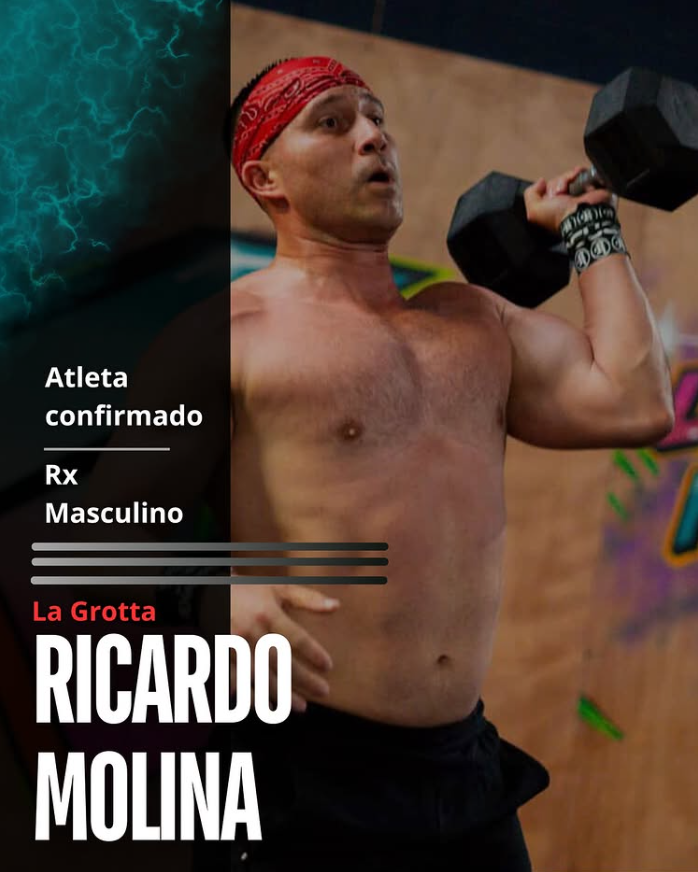 Atleta
confirmado
Rx
Masculino
La Grotta
RICARDO
MOLINA